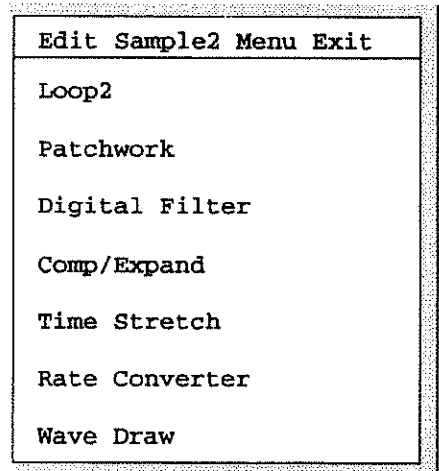 Edit Sample2 Menu Exit
Loop2
Patchwork
Digital Filter
Comp/Expand
Time Stretch
Rate Converter
Wave Draw